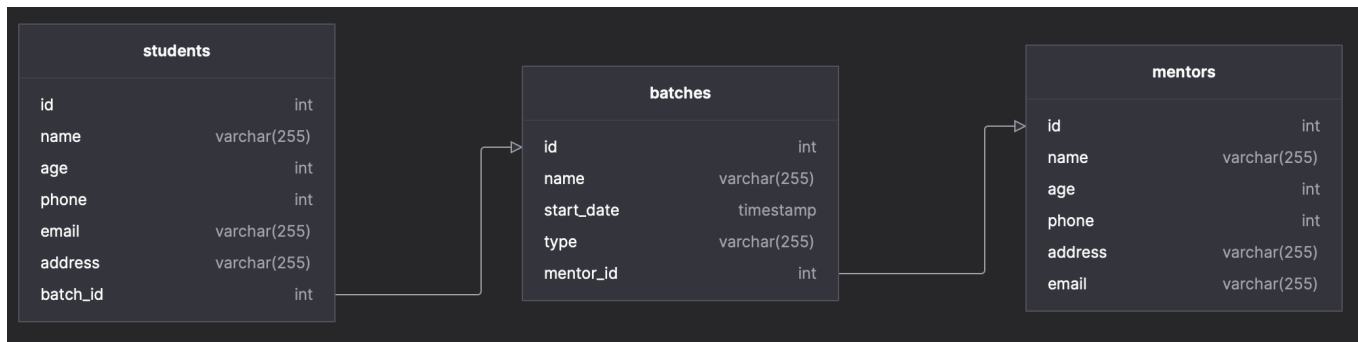 students
id int
name varchar(255)
age int
phone int
email varchar(255)
address varchar(255)
batch_id int
batches
id int
name varchar(255)
start_date timestamp
type varchar(255)
mentor_id int
mentors
id int
name varchar(255)
age int
phone int
address varchar(255)
email varchar(255)